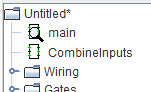 Untitled*
main
CombineInputs
Wiring
Gates